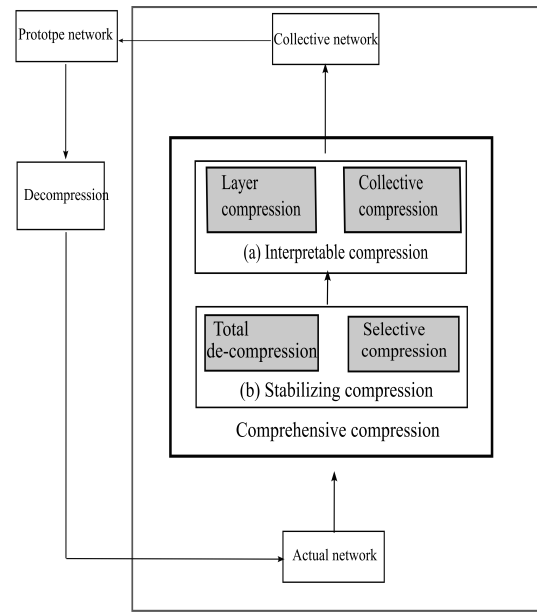 Prototpe network
Collective network
Decompression
Layer
compression
Collective
compression
(a) Interpretable compression
Total
de-compression
Selective
compression
(b) Stabilizing compression
Comprehensive compression
Actual network